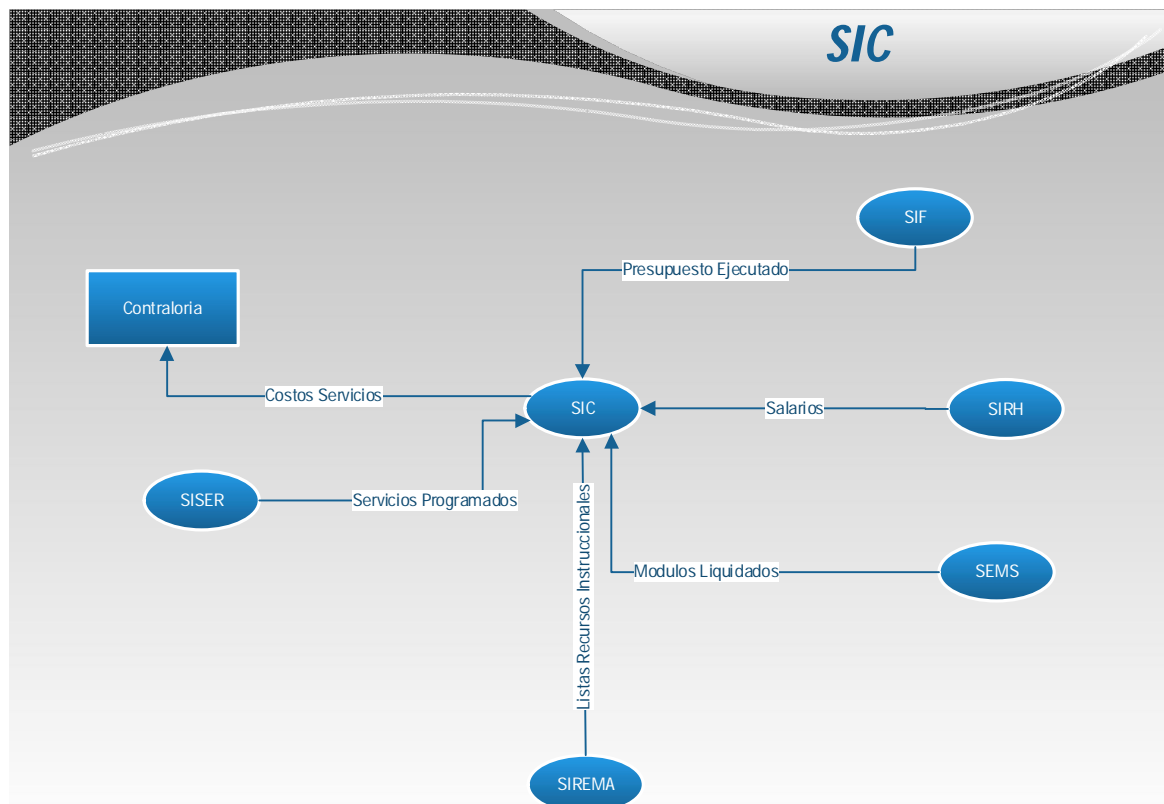 SIC
SIF
Presupuesto Ejecutado
Contraloria
Costos Servicios
SIC
Salarios
SIRH
SISER
Servicios Programados
Listas Recursos Instruccionales
Modulos Liquidados
SEMS
SIREMA